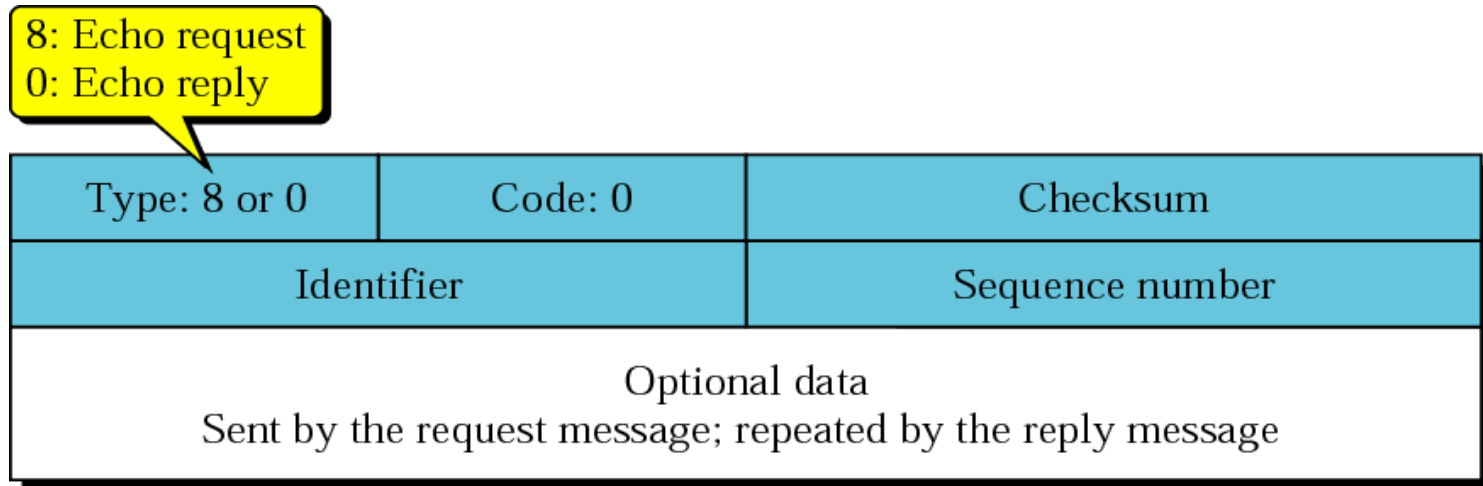 8: Echo request
0: Echo reply
Type: 8 or 0
Code: 0
Checksum
Identifier
Sequence number
Optional data
Sent by the request message; repeated by the reply message